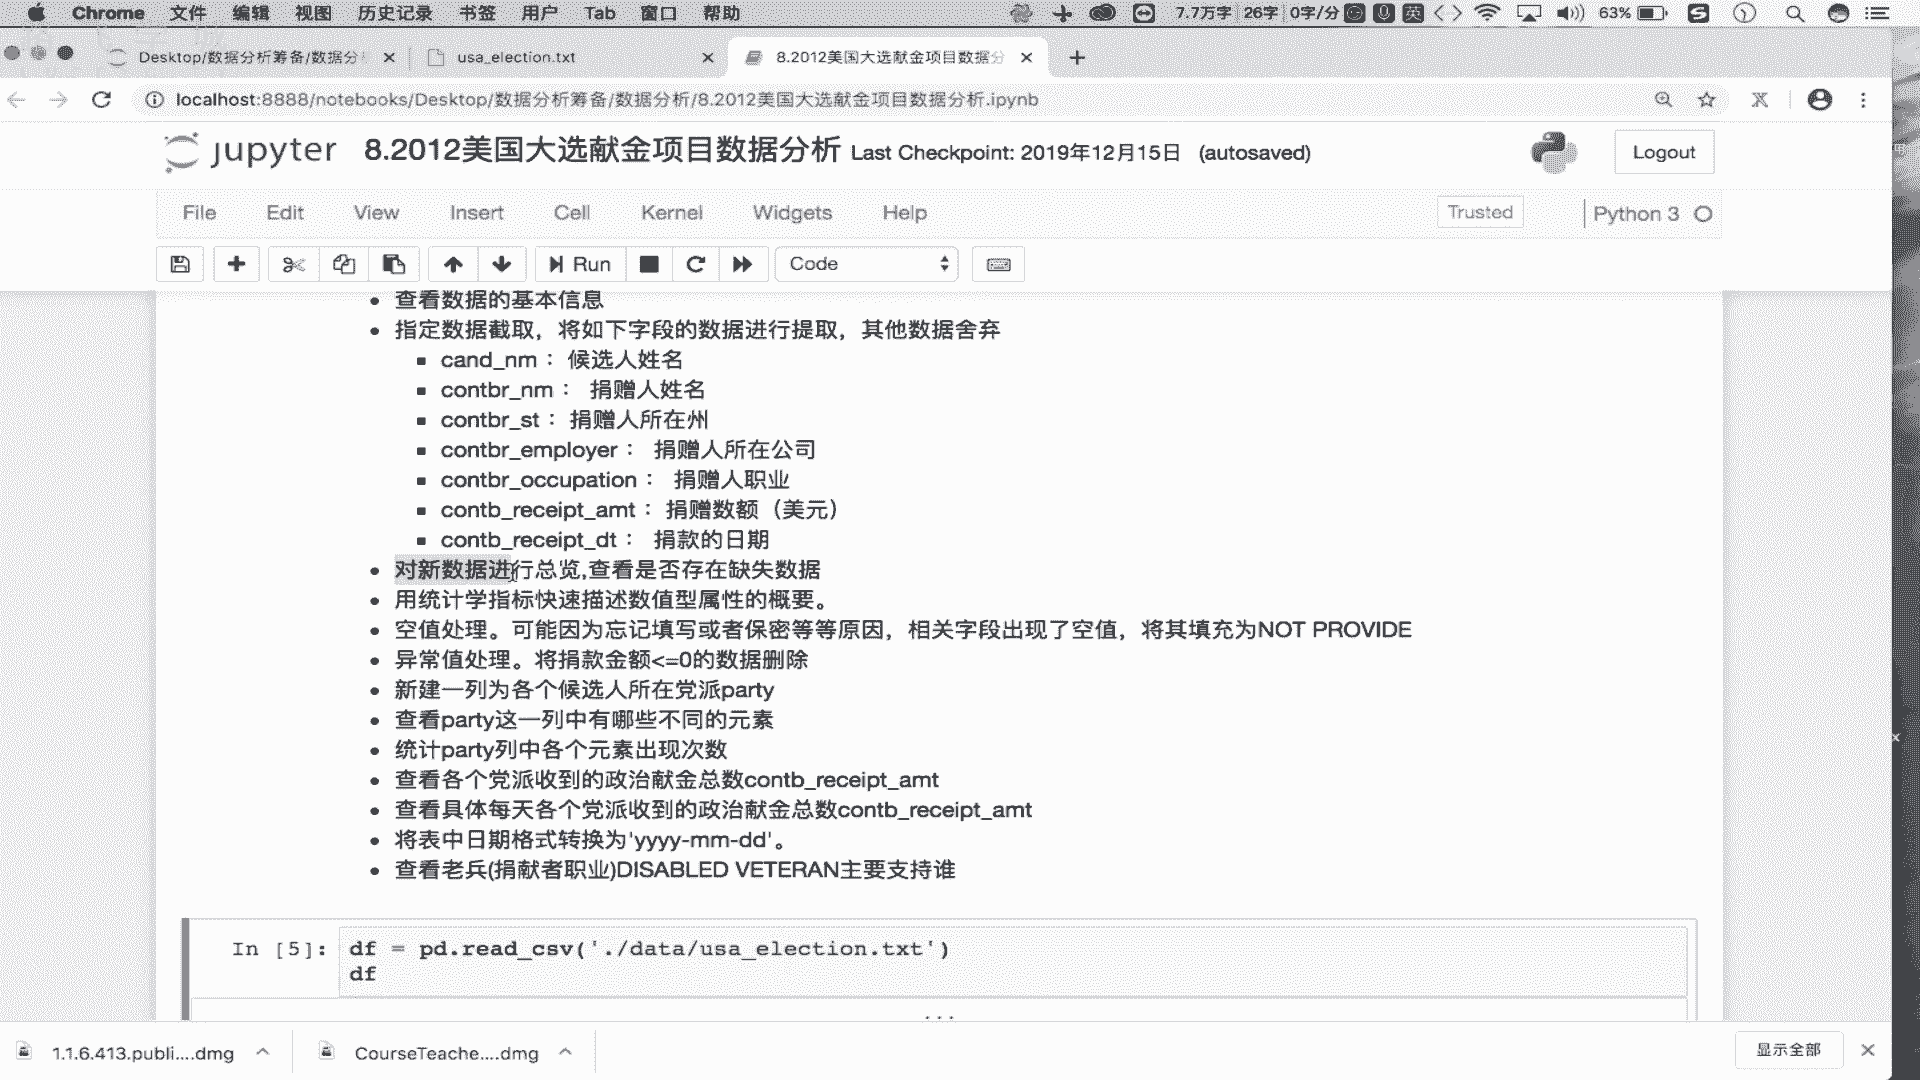 Chrome 文件 编辑 视图 历史记录 书签 用户 Tab 窗口 帮助 7.7万字 26字 0字/分 英 63%
Desktop/数据分析筹备/数据分 usa_election.txt 8.2012美国大选献金项目数据分
localhost:8888/notebooks/Desktop/数据分析筹备/数据分析/8.2012美国大选献金项目数据分析.ipynb
jupyter 8.2012美国大选献金项目数据分析 Last Checkpoint: 2019年12月15日 (autosaved) Logout
File Edit View Insert Cell Kernel Widgets Help Trusted Python 3
Run Code
查看数据的基本信息
指定数据截取，将如下字段的数据进行提取，其他数据舍弃
cand_nm ：候选人姓名
contbr_nm ： 捐赠人姓名
contbr_st ：捐赠人所在州
contbr_employer ： 捐赠人所在公司
contbr_occupation ： 捐赠人职业
contb_receipt_amt ：捐赠数额（美元）
contb_receipt_dt ： 捐款的日期
对新数据进行总览,查看是否存在缺失数据
用统计学指标快速描述数值型属性的概要。
空值处理。可能因为忘记填写或者保密等等原因，相关字段出现了空值，将其填充为NOT PROVIDE
异常值处理。将捐款金额<=0的数据删除
新建一列为各个候选人所在党派party
查看party这一列中有哪些不同的元素
统计party列中各个元素出现次数
查看各个党派收到的政治献金总数contb_receipt_amt
查看具体每天各个党派收到的政治献金总数contb_receipt_amt
将表中日期格式转换为'yyyy-mm-dd'。
查看老兵(捐献者职业)DISABLED VETERAN主要支持谁
In [5]: df = pd.read_csv('./data/usa_election.txt')
df
...
1.1.6.413.publi....dmg CourseTeache....dmg 显示全部